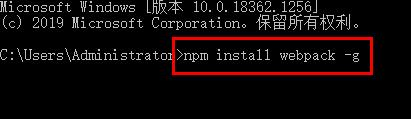 Microsoft Windows [版本 10.0.18362.1256]
(c) 2019 Microsoft Corporation。保留所有权利。
C:\Users\Administrator>npm install webpack -g